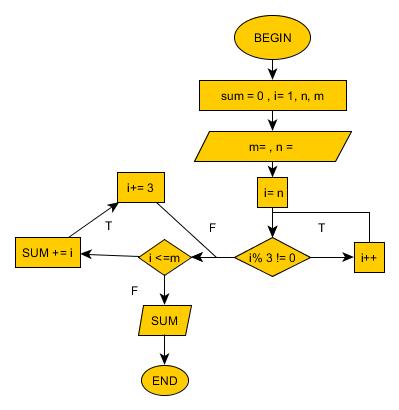 BEGIN
sum = 0 , i= 1, n, m
m= , n =
i= n
i+= 3
F
T
T
SUM += i
i <=m
i% 3 != 0
i++
F
SUM
END